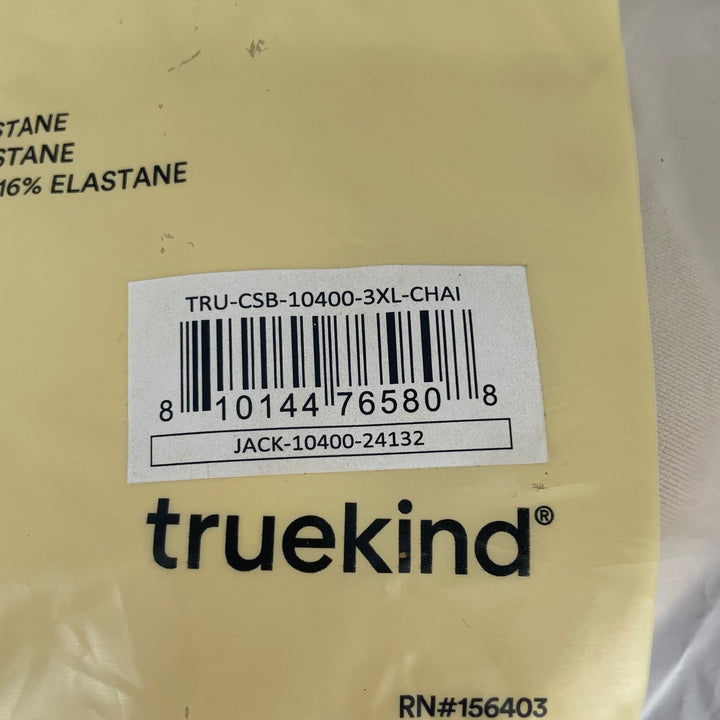 STANE
STANE
16% ELASTANE
TRU-CSB-10400-3XL-CHAI
8 10144 76580 8
JACK-10400-24132
truekind®
RN#156403